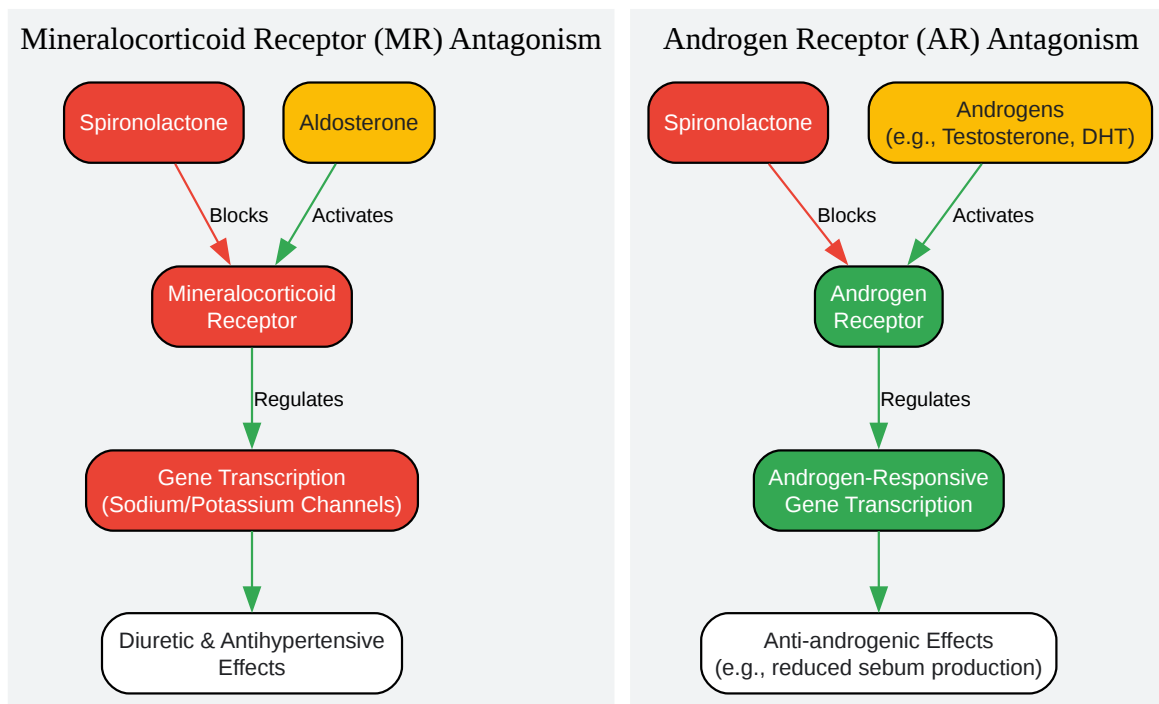 Mineralocorticoid Receptor (MR) Antagonism
Spironolactone
Aldosterone
Blocks
Activates
Mineralocorticoid
Receptor
Regulates
Gene Transcription
(Sodium/Potassium Channels)
Diuretic & Antihypertensive
Effects
Androgen Receptor (AR) Antagonism
Spironolactone
Androgens
(e.g., Testosterone, DHT)
Blocks
Activates
Androgen
Receptor
Regulates
Androgen-Responsive
Gene Transcription
Anti-androgenic Effects
(e.g., reduced sebum production)